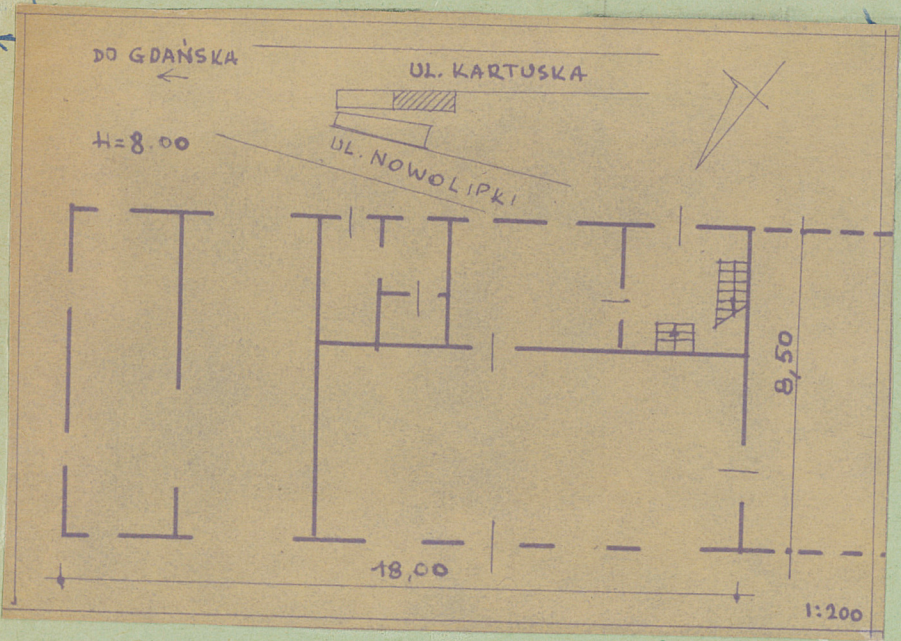 DO GDAŃSKA
←
UL. KARTUSKA
H=8.00
UL. NOWOLIPKI
8,50
18,00
1:200